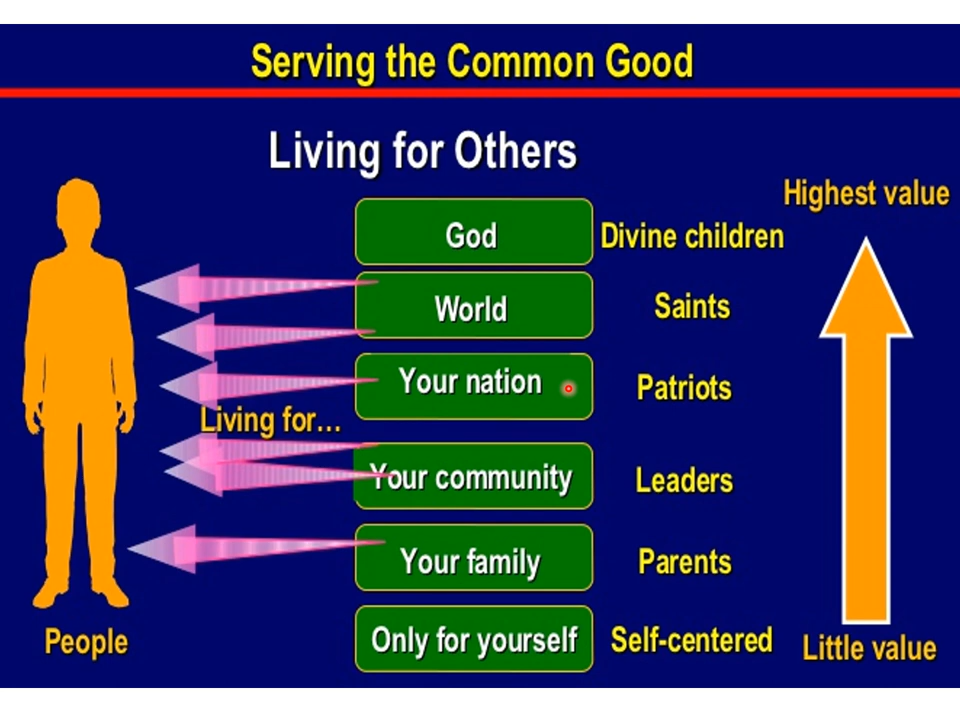 Serving the Common Good
Living for Others
Highest value
God
Divine children
World
Saints
Your nation
Patriots
Living for...
Your community
Leaders
Your family
Parents
Only for yourself
Self-centered
People
Little value